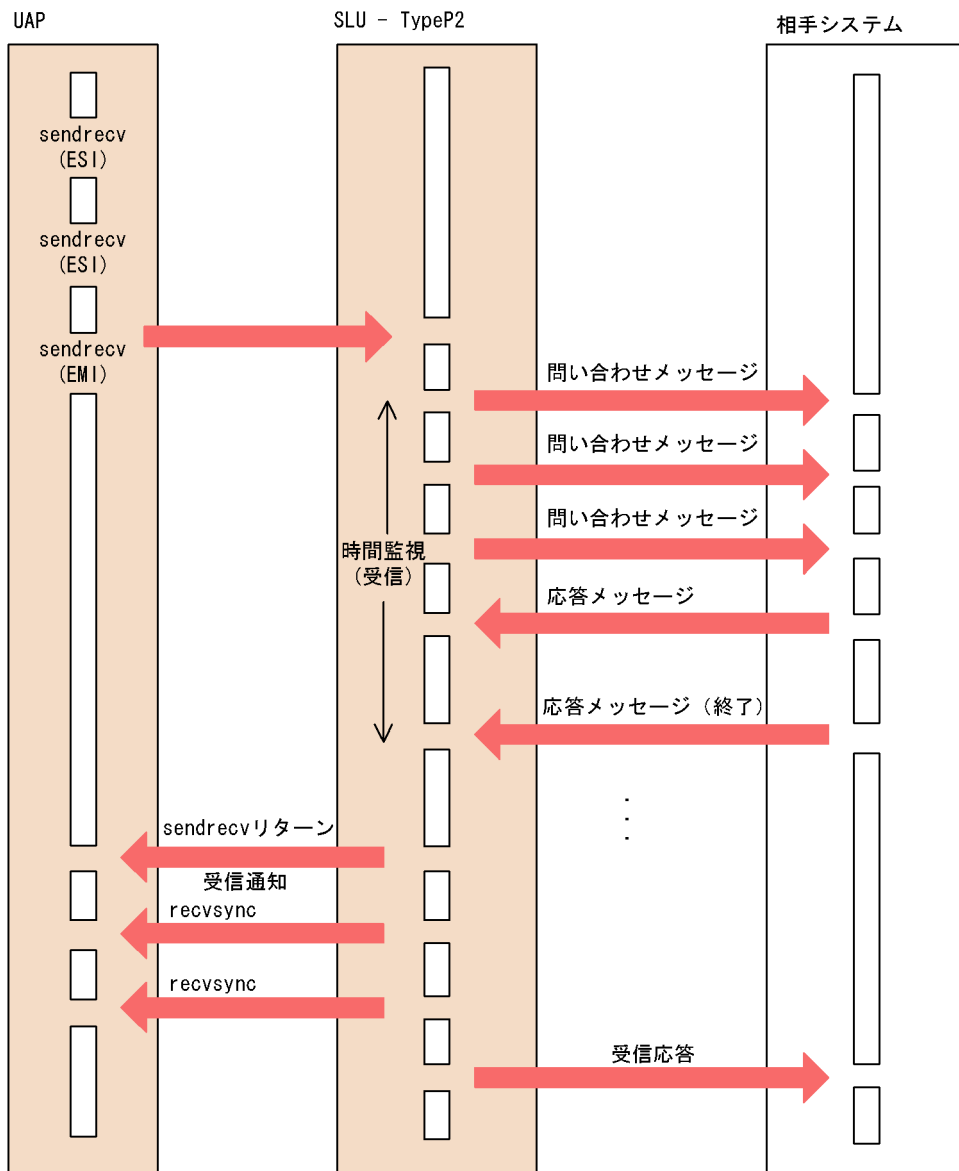 UAP
SLU - TypeP2
相手システム
sendrecv
(ESI)
sendrecv
(ESI)
sendrecv
(EMI)
問い合わせメッセージ
問い合わせメッセージ
問い合わせメッセージ
時間監視
(受信)
応答メッセージ
応答メッセージ（終了）
sendrecvリターン
受信通知
recvsync
recvsync
受信応答